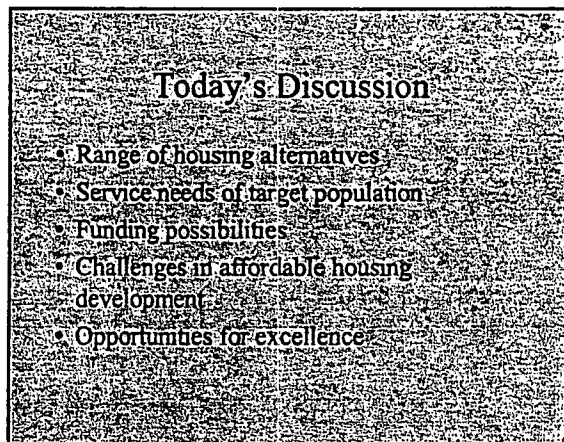 Today's Discussion
• Range of housing alternatives
• Service needs of target population
• Funding possibilities
• Challenges in affordable housing
development
• Opportunities for excellence